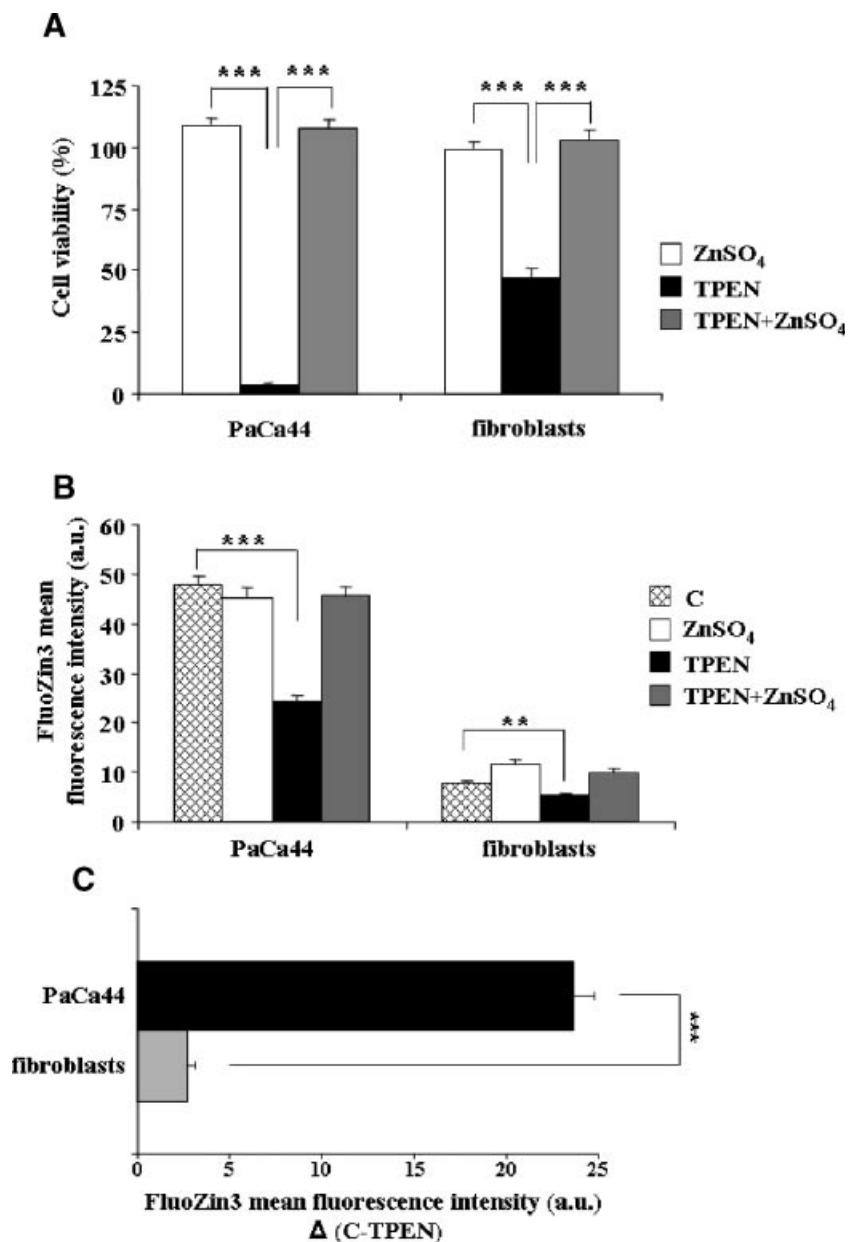 A
*** ***
*** ***
125
100
75
50
25
0
Cell viability (%)
PaCa44
fibroblasts
ZnSO4
TPEN
TPEN+ZnSO4
B
***
**
60
50
40
30
20
10
0
FluoZin3 mean
fluorescence intensity (a.u.)
PaCa44
fibroblasts
C
ZnSO4
TPEN
TPEN+ZnSO4
C
PaCa44
fibroblasts
***
0 5 10 15 20 25
FluoZin3 mean fluorescence intensity (a.u.)
Δ (C-TPEN)